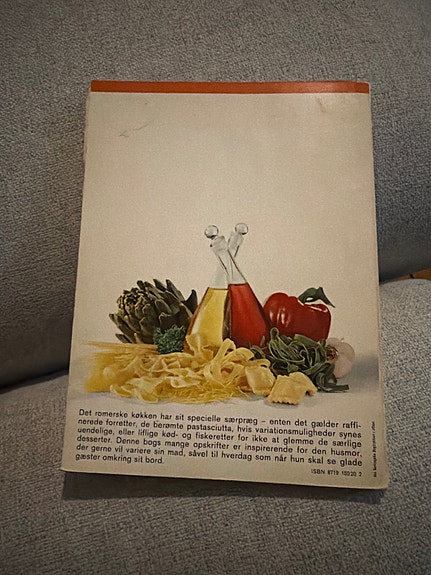 Det romerske køkken har sit specielle særpræg – enten det gælder raffi-
nerede forretter, de berømte pastasciutta, hvis variationsmuligheder synes
uendelige, eller liflige kød- og fiskeretter for ikke at glemme de særlige
desserter. Denne bogs mange opskrifter er inspirerende for den husmor,
der gerne vil variere sin mad, såvel til hverdag som når hun skal se glade
gæster omkring sit bord.
ISBN 8719 15030 3